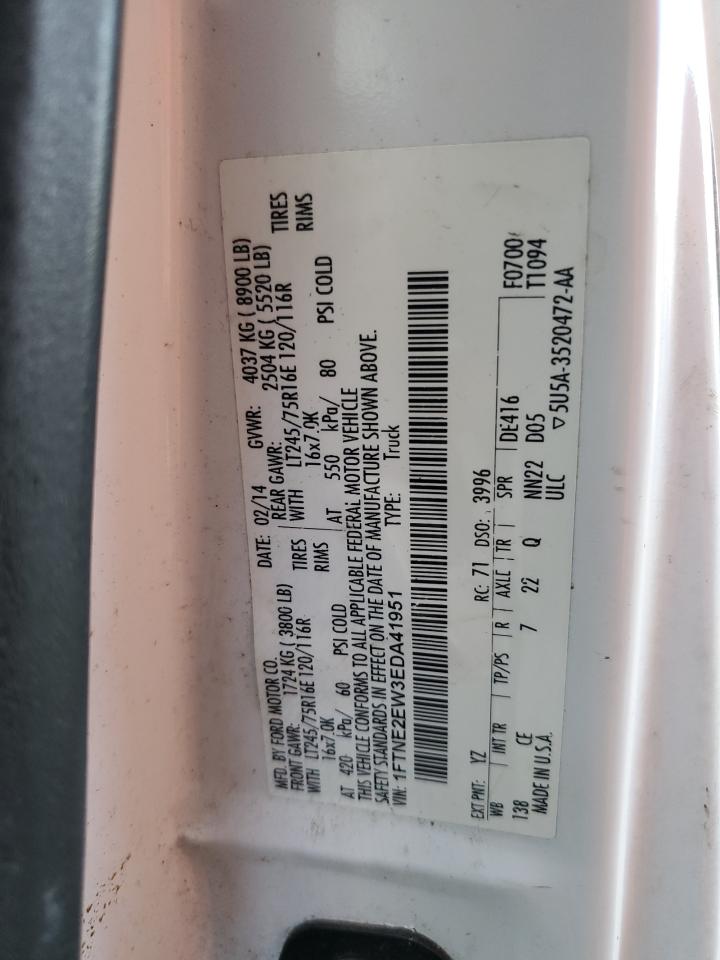 MFD. BY FORD MOTOR CO.
DATE: 02/14 GVWR: 4037 KG ( 8900 LB)
FRONT GAWR: 1724 KG ( 3800 LB) REAR GAWR: 2504 KG ( 5520 LB)
WITH LT245/75R16E 120/116R TIRES WITH LT245/75R16E 120/116R TIRES
16x7.0K RIMS 16x7.0K RIMS
AT 420 kPa/ 60 PSI COLD AT 550 kPa/ 80 PSI COLD
THIS VEHICLE CONFORMS TO ALL APPLICABLE FEDERAL MOTOR VEHICLE
SAFETY STANDARDS IN EFFECT ON THE DATE OF MANUFACTURE SHOWN ABOVE.
VIN: 1FTNE2EW3EDA41951 TYPE: Truck
EXT PNT: YZ RC: 71 DSO: 3996
WB INT TR TP/PS R AXLE TR SPR DE416 F0700
138 CE 7 22 Q NN22 D05 T1094
MADE IN U.S.A. ULC ▽5U5A-3520472-AA